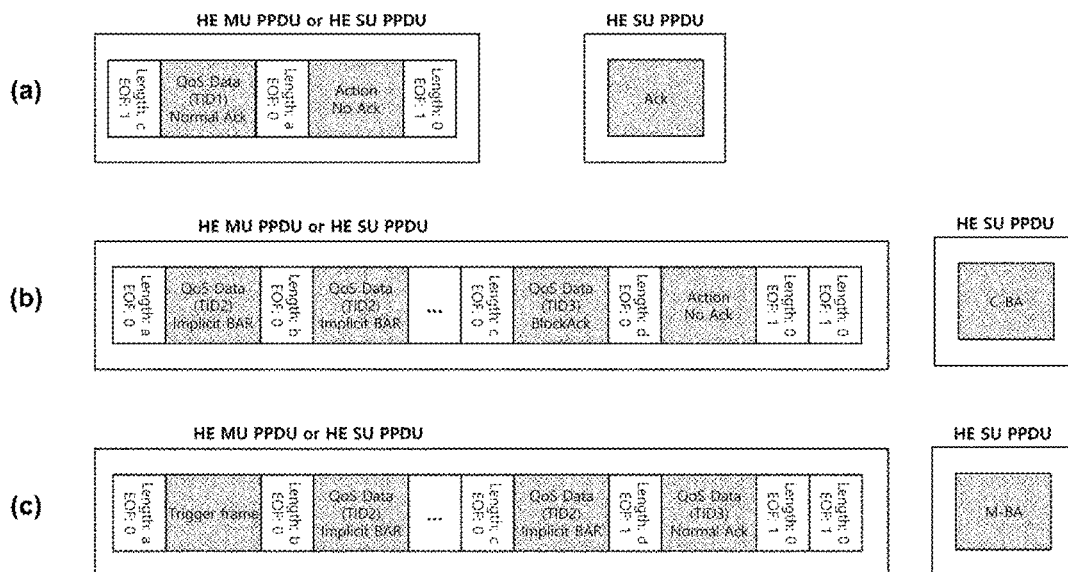 HE MU PPDU or HE SU PPDU
HE SU PPDU
(a)
Length: c
EOF: 1
QoS Data
(TID1)
Normal Ack
Length: a
EOF: 0
Action
No Ack
Length: 0
EOF: 1
Ack
HE MU PPDU or HE SU PPDU
HE SU PPDU
(b)
Length: a
EOF: 0
QoS Data
(TID2)
Implicit BAR
Length: b
EOF: 0
QoS Data
(TID2)
Implicit BAR
...
Length: c
EOF: 0
QoS Data
(TID3)
BlockAck
Length: d
EOF: 0
Action
No Ack
Length: 0
EOF: 1
Length: 0
EOF: 1
C-BA
HE MU PPDU or HE SU PPDU
HE SU PPDU
(c)
Length: a
EOF: 0
Trigger frame
Length: b
EOF: 0
QoS Data
(TID2)
Implicit BAR
...
Length: c
EOF: 0
QoS Data
(TID2)
Implicit BAR
Length: d
EOF: 1
QoS Data
(TID3)
Normal Ack
Length: 0
EOF: 1
Length: 0
EOF: 1
M-BA